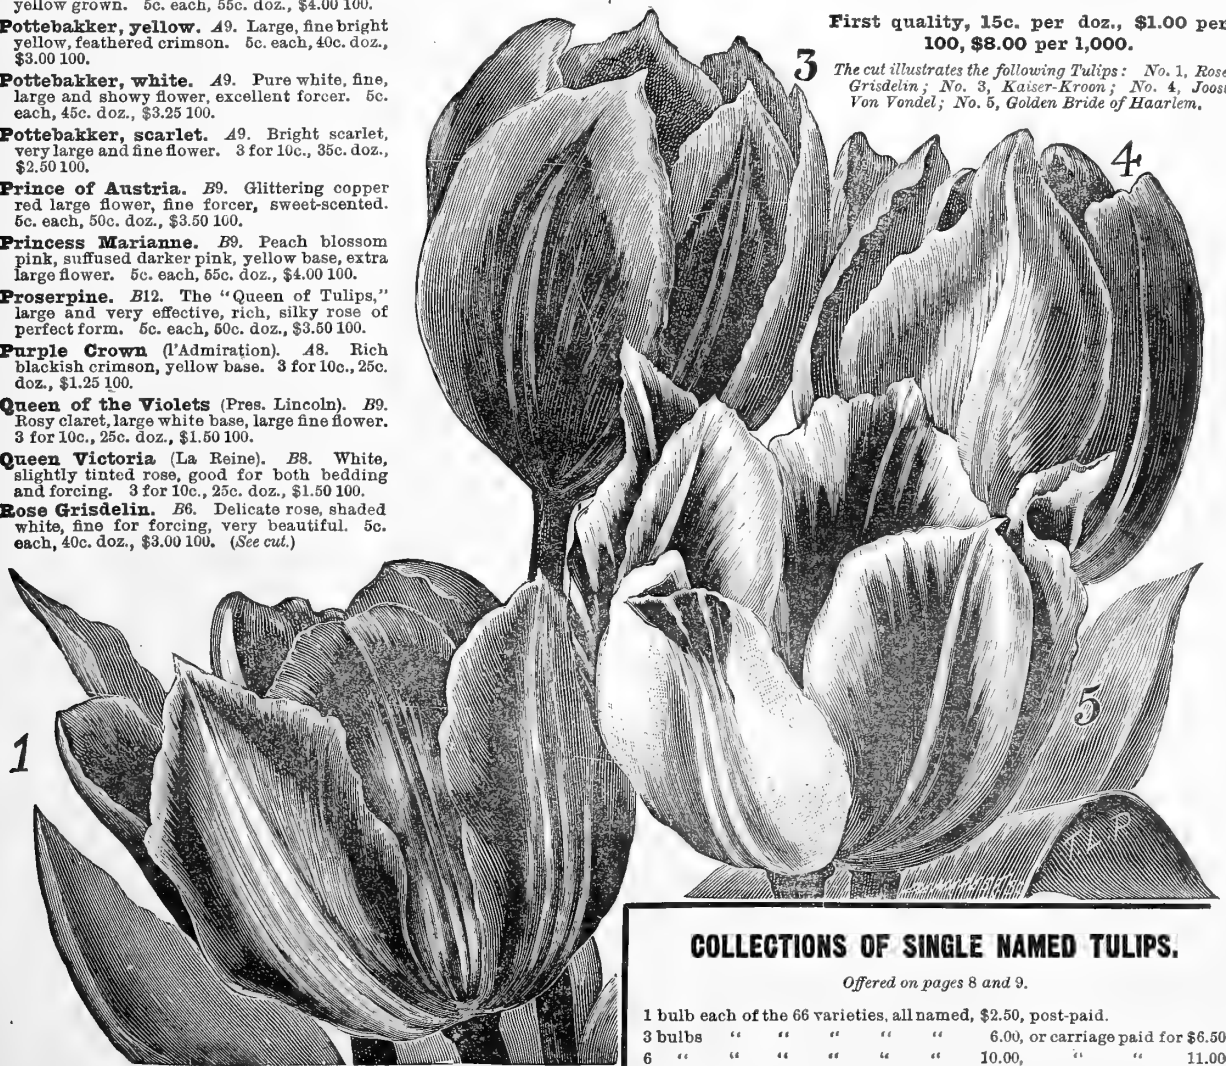 yellow grown. 5c. each, 55c. doz., $4.00 100.
Pottebakker, yellow. A9. Large, fine bright
yellow, feathered crimson. 5c. each, 40c. doz.,
$3.00 100.
Pottebakker, white. A9. Pure white, fine,
large and showy flower, excellent forcer. 5c.
each, 45c. doz., $3.25 100.
Pottebakker, scarlet. A9. Bright scarlet,
very large and fine flower. 3 for 10c., 35c. doz.,
$2.50 100.
Prince of Austria. B9. Glittering copper
red large flower, fine forcer, sweet-scented.
5c. each, 50c. doz., $3.50 100.
Princess Marianne. B9. Peach blossom
pink, suffused darker pink, yellow base, extra
large flower. 5c. each, 55c. doz., $4.00 100.
Proserpine. B12. The "Queen of Tulips,"
large and very effective, rich, silky rose of
perfect form. 5c. each, 50c. doz., $3.50 100.
Purple Crown (l'Admiration). A8. Rich
blackish crimson, yellow base. 3 for 10c., 25c.
doz., $1.25 100.
Queen of the Violets (Pres. Lincoln). B9.
Rosy claret, large white base, large fine flower.
3 for 10c., 25c. doz., $1.50 100.
Queen Victoria (La Reine). B8. White,
slightly tinted rose, good for both bedding
and forcing. 3 for 10c., 25c. doz., $1.50 100.
Rose Grisdelin. B6. Delicate rose, shaded
white, fine for forcing, very beautiful. 5c.
each, 40c. doz., $3.00 100. (See cut.)
First quality, 15c. per doz., $1.00 per
100, $8.00 per 1,000.
The cut illustrates the following Tulips: No. 1, Rose
Grisdelin; No. 3, Kaiser-Kroon; No. 4, Joost
Von Vondel; No. 5, Golden Bride of Haarlem.
3
4
1
5
TLP
COLLECTIONS OF SINGLE NAMED TULIPS.
Offered on pages 8 and 9.
1 bulb each of the 66 varieties, all named, $2.50, post-paid.
3 bulbs " " " " " 6.00, or carriage paid for $6.50
6 " " " " " " 10.00, " " 11.00